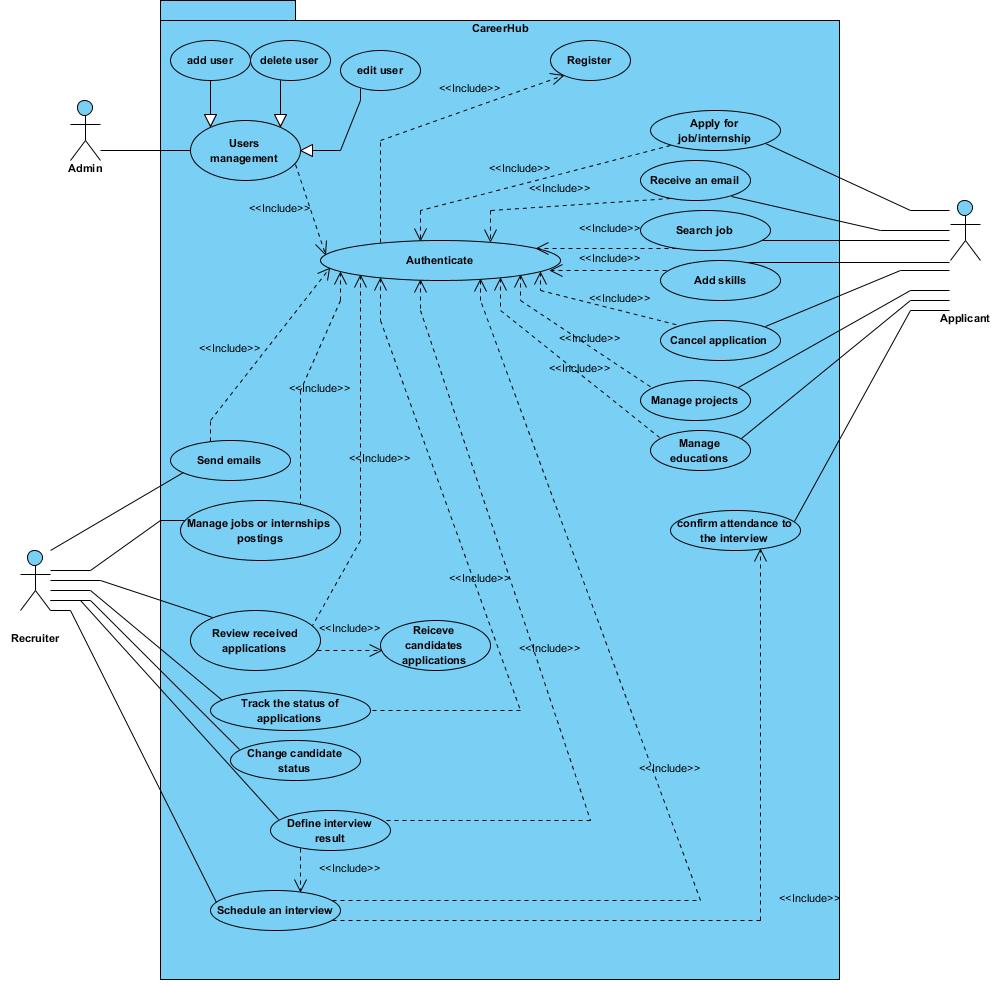 CareerHub
add user
delete user
edit user
Register
<<Include>>
Users
management
Admin
Apply for
job/internship
<<Include>>
Receive an email
<<Include>>
<<Include>>
Search job
<<Include>>
Authenticate
<<Include>>
Add skills
<<Include>>
Applicant
Cancel application
<<Include>>
<<Include>>
<<Include>>
<<Include>>
Manage projects
Manage
educations
Send emails
<<Include>>
Manage jobs or internships
postings
confirm attendance to
the interview
Recruiter
<<Include>>
Review received
applications
<<Include>>
Reiceve
candidates
applications
<<Include>>
Track the status of
applications
Change candidate
status
<<Include>>
Define interview
result
<<Include>>
Schedule an interview
<<Include>>